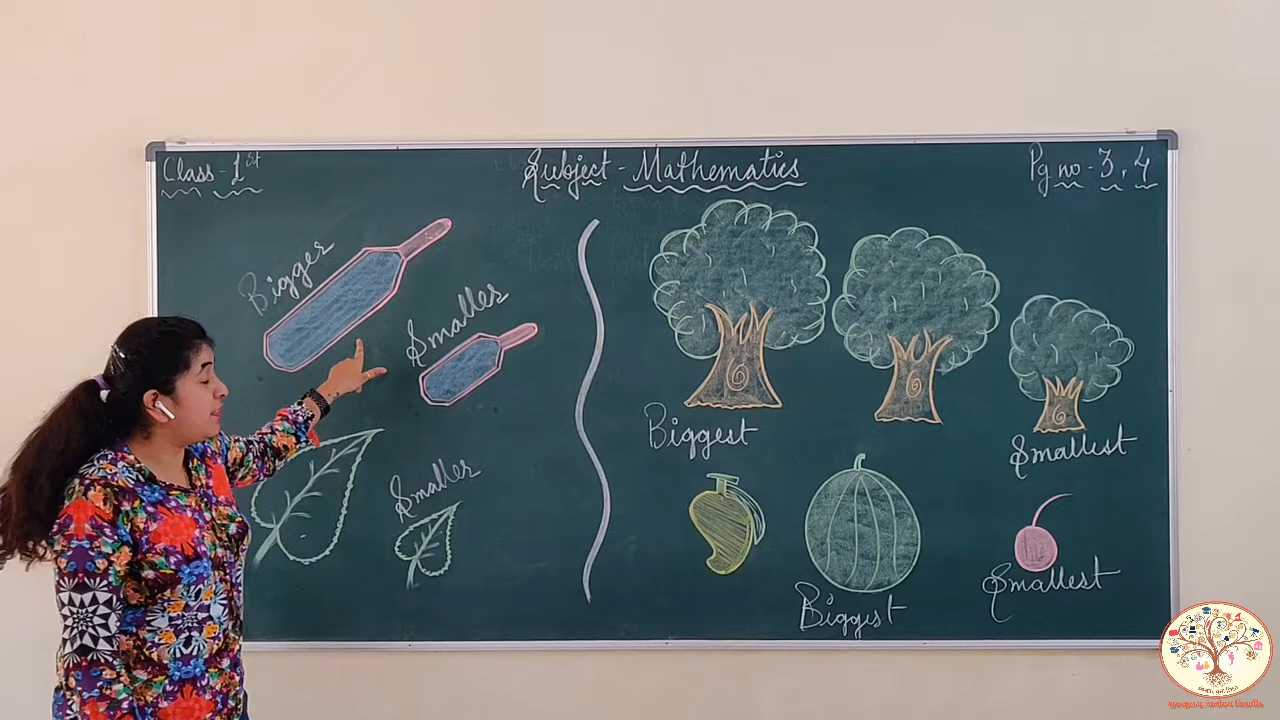 Class - 1st
Subject - Mathematics
Pg no - 3, 4
Bigger
Smaller
Smaller
Biggest
Smallest
Biggest
Smallest